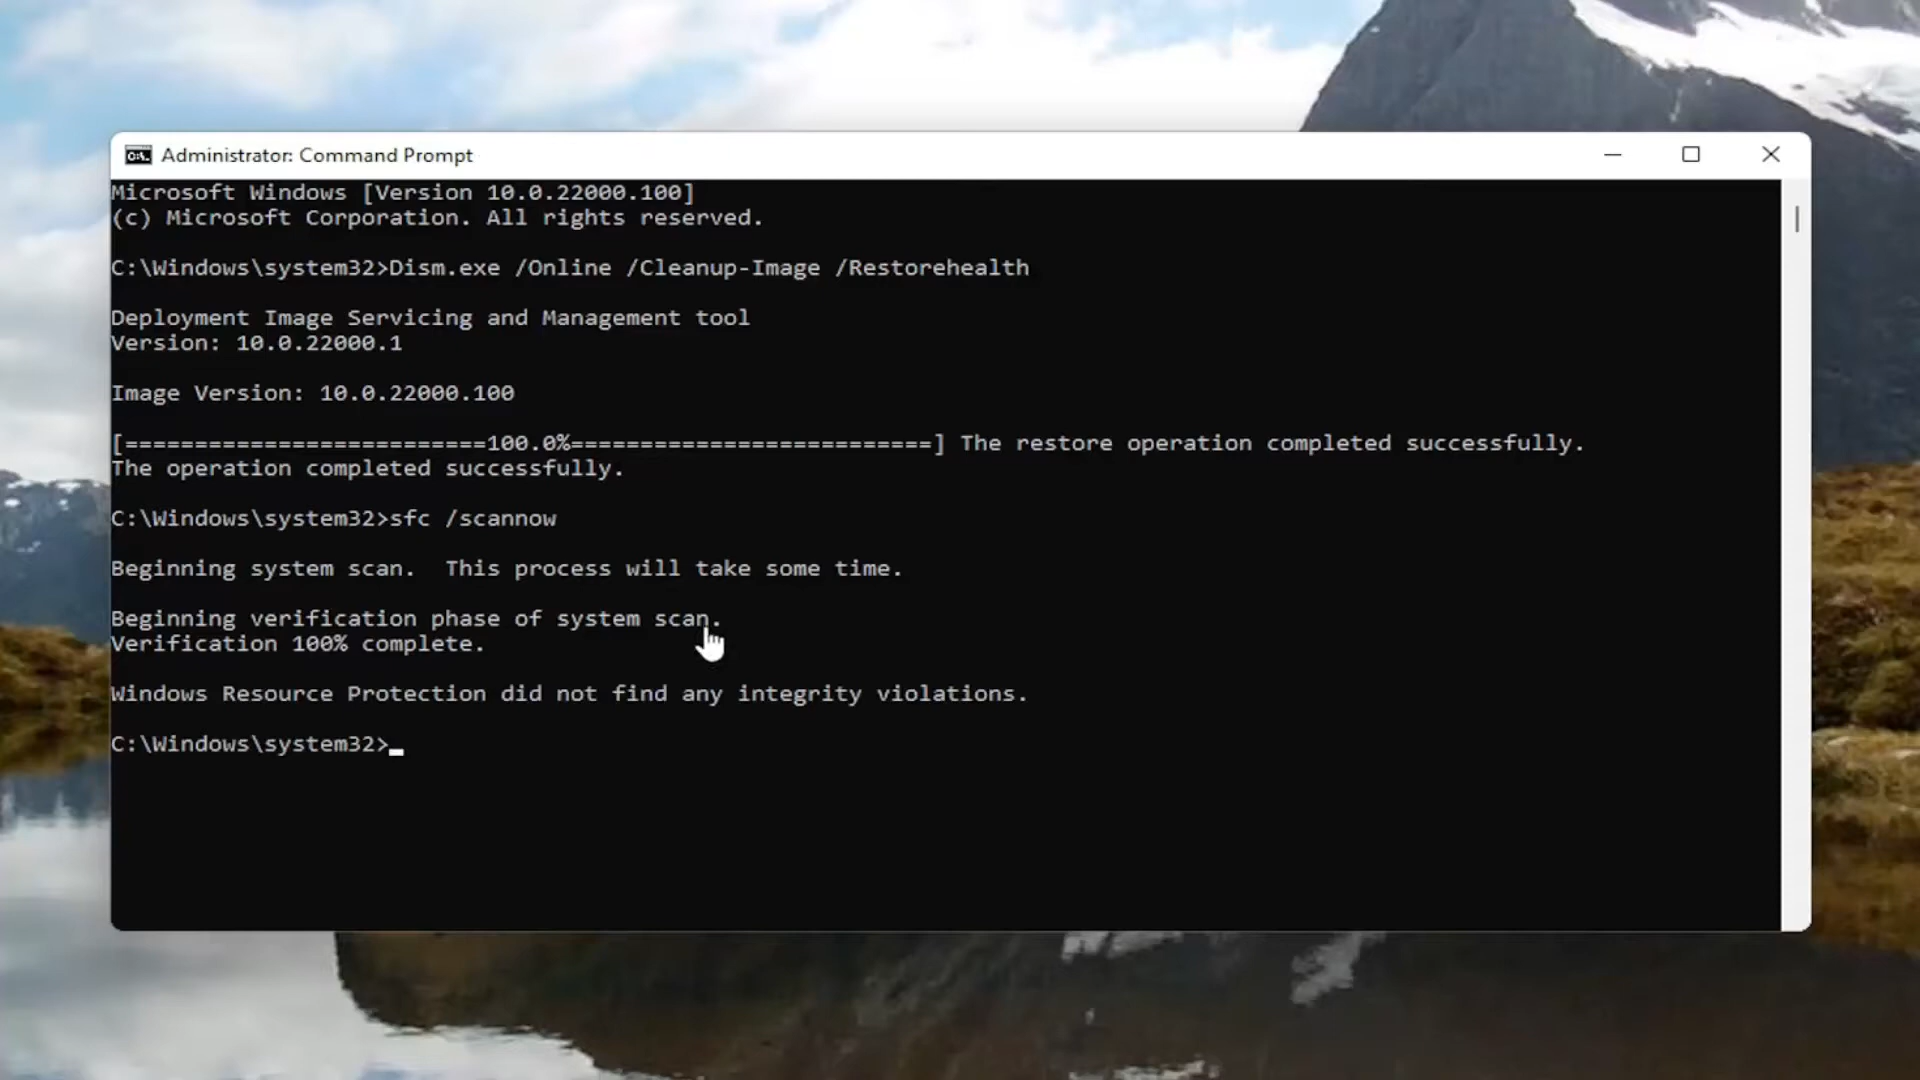 Administrator: Command Prompt
Microsoft Windows [Version 10.0.22000.100]
(c) Microsoft Corporation. All rights reserved.
C:\Windows\system32>Dism.exe /Online /Cleanup-Image /Restorehealth
Deployment Image Servicing and Management tool
Version: 10.0.22000.1
Image Version: 10.0.22000.100
[==========================100.0%==========================] The restore operation completed successfully.
The operation completed successfully.
C:\Windows\system32>sfc /scannow
Beginning system scan.  This process will take some time.
Beginning verification phase of system scan.
Verification 100% complete.
Windows Resource Protection did not find any integrity violations.
C:\Windows\system32>